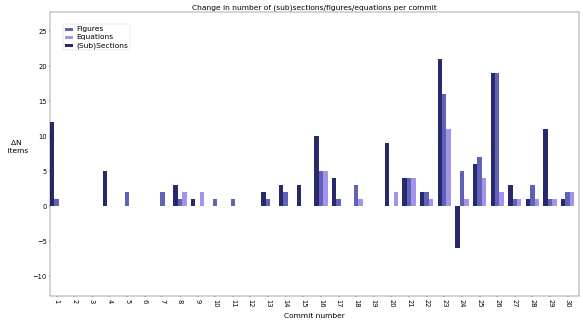 Change in number of (sub)sections/figures/equations per commit
Figures
Equations
(Sub)Sections
25
20
15
10
5
0
−5
−10
ΔN
items
1 2 3 4 5 6 7 8 9 10 11 12 13 14 15 16 17 18 19 20 21 22 23 24 25 26 27 28 29 30
Commit number